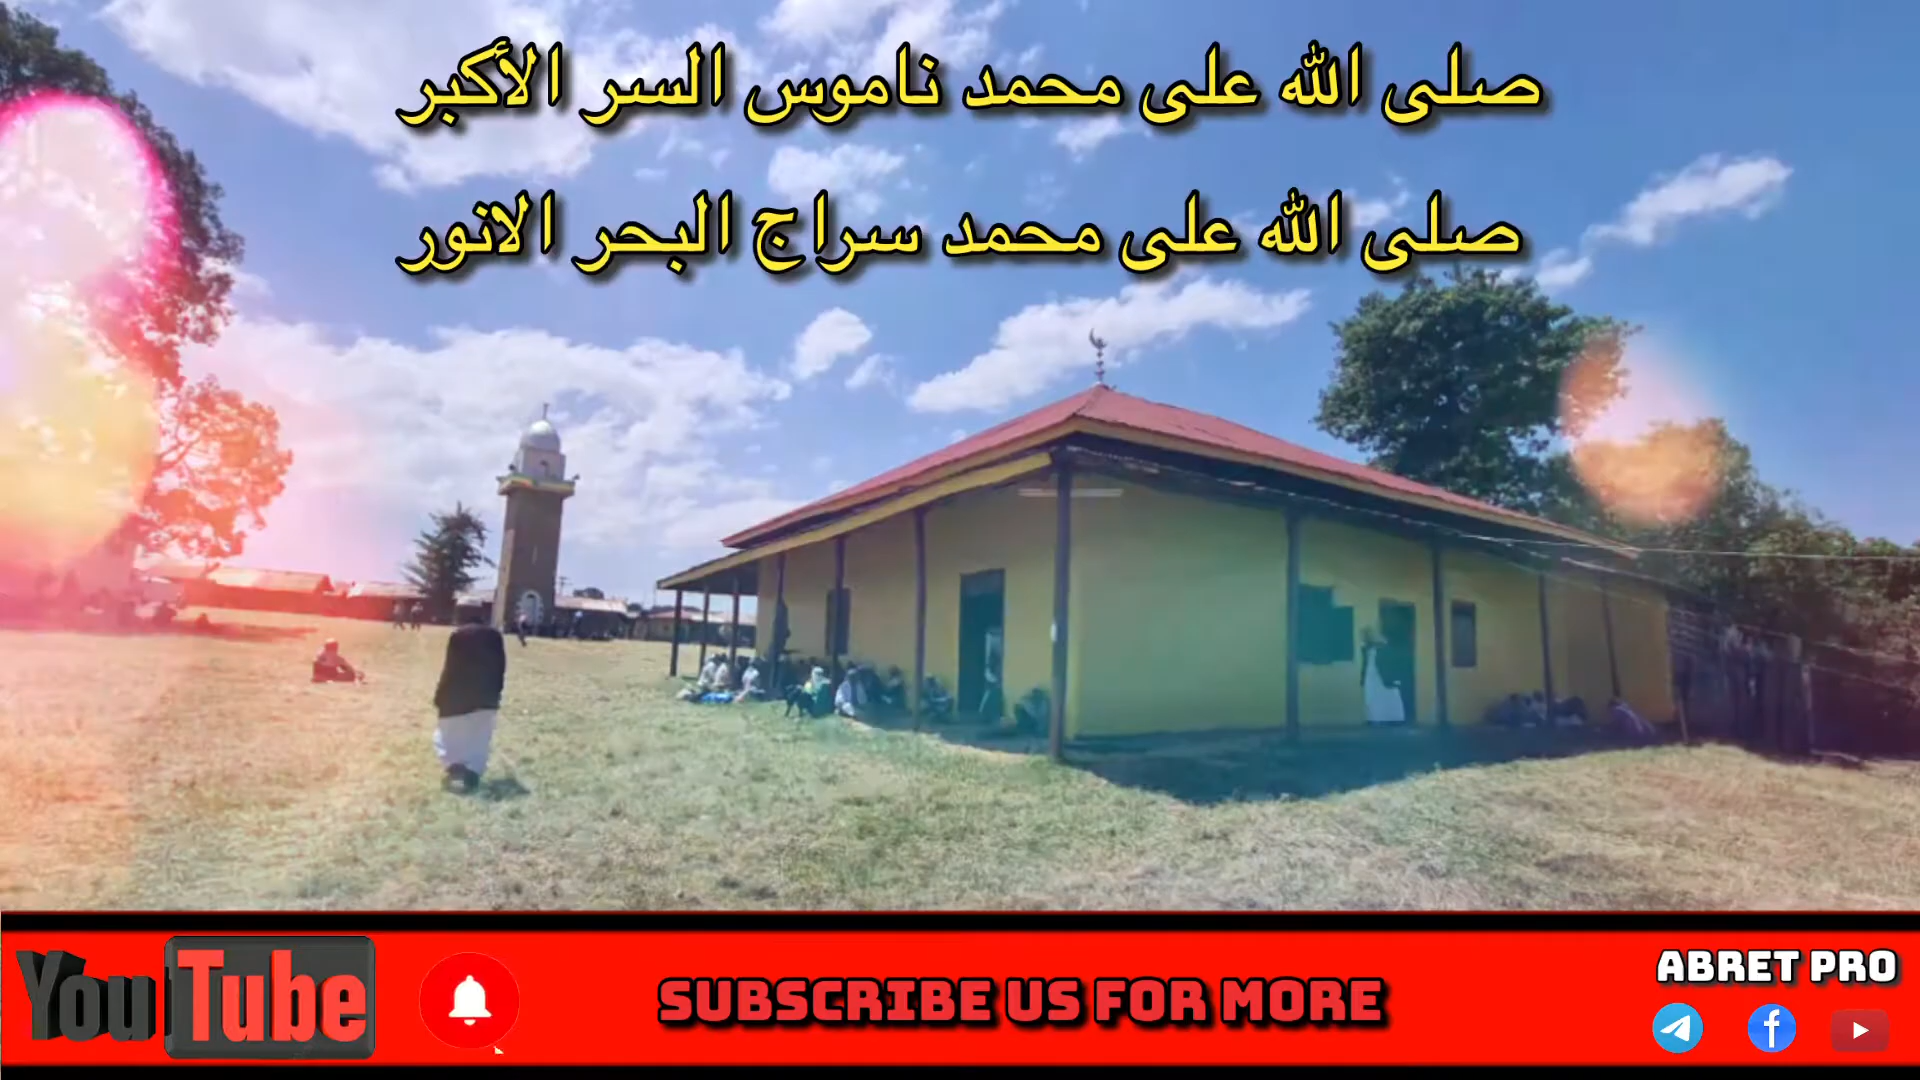 صلى الله على محمد ناموس السر الأكبر
صلى الله على محمد سراج البحر الانور
YouTube
SUBSCRIBE US FOR MORE
ABRET PRO